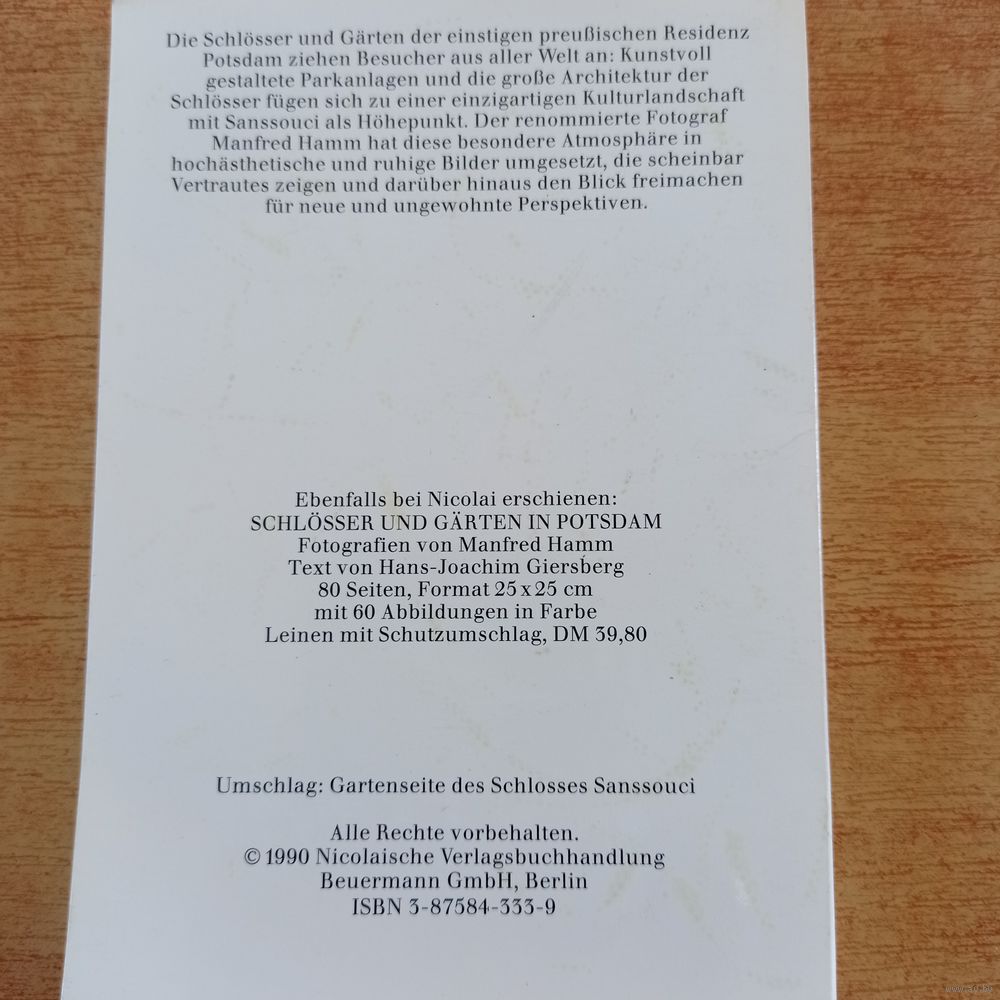 Die Schlösser und Gärten der einstigen preußischen Residenz
Potsdam ziehen Besucher aus aller Welt an: Kunstvoll
gestaltete Parkanlagen und die große Architektur der
Schlösser fügen sich zu einer einzigartigen Kulturlandschaft
mit Sanssouci als Höhepunkt. Der renommierte Fotograf
Manfred Hamm hat diese besondere Atmosphäre in
hochästhetische und ruhige Bilder umgesetzt, die scheinbar
Vertrautes zeigen und darüber hinaus den Blick freimachen
für neue und ungewohnte Perspektiven.
Ebenfalls bei Nicolai erschienen:
SCHLÖSSER UND GÄRTEN IN POTSDAM
Fotografien von Manfred Hamm
Text von Hans-Joachim Giersberg
80 Seiten, Format 25 x 25 cm
mit 60 Abbildungen in Farbe
Leinen mit Schutzumschlag, DM 39,80
Umschlag: Gartenseite des Schlosses Sanssouci
Alle Rechte vorbehalten.
© 1990 Nicolaische Verlagsbuchhandlung
Beuermann GmbH, Berlin
ISBN 3-87584-333-9